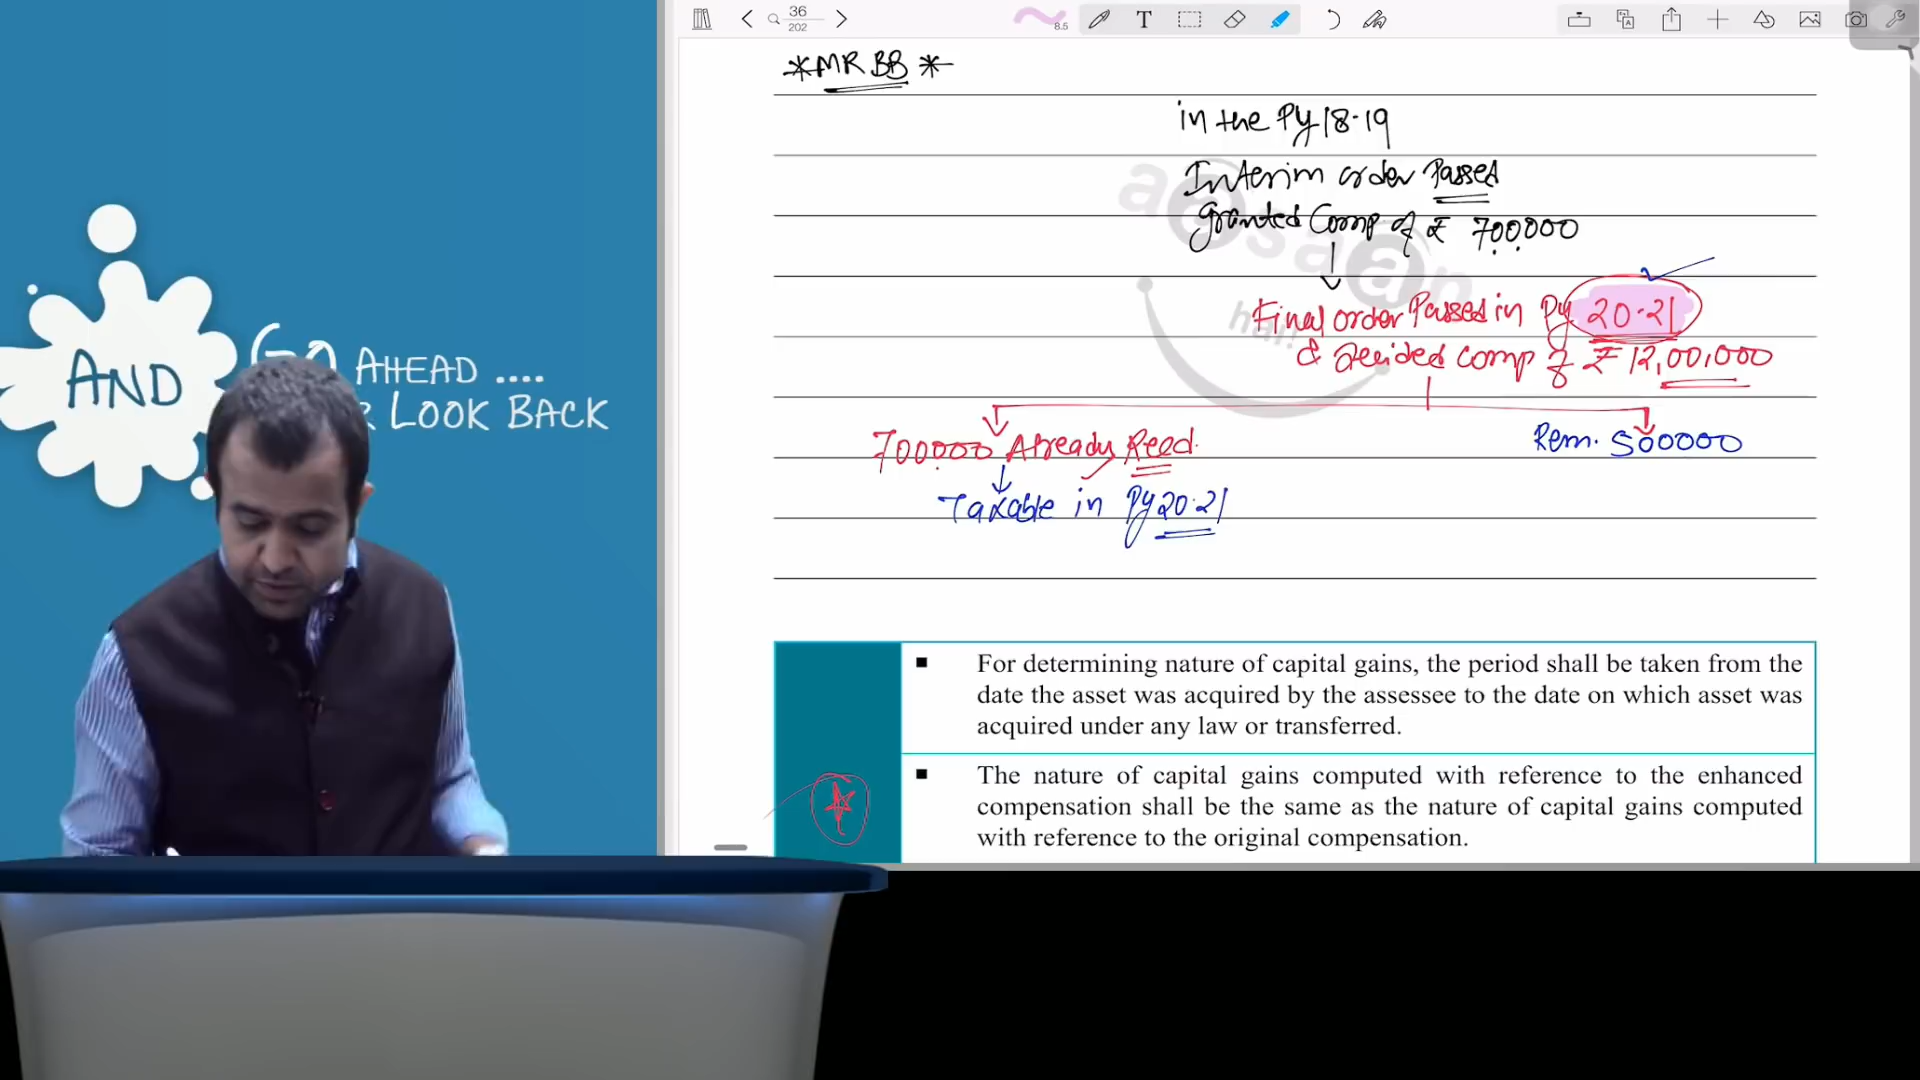 36
202
8.5
T
*MR BB*
in the Py 18-19
Interim order Passed
granted Comp of ₹ 700000
Final order Passed in Py 20-21
& Decided comp of ₹ 12,00,000
700000 Already Recd.
Rem. 500000
Taxable in Py 20-21
AND
GO AHEAD ....
LOOK BACK
aasaan
hai!
■ For determining nature of capital gains, the period shall be taken from the
date the asset was acquired by the assessee to the date on which asset was
acquired under any law or transferred.
■ The nature of capital gains computed with reference to the enhanced
compensation shall be the same as the nature of capital gains computed
with reference to the original compensation.